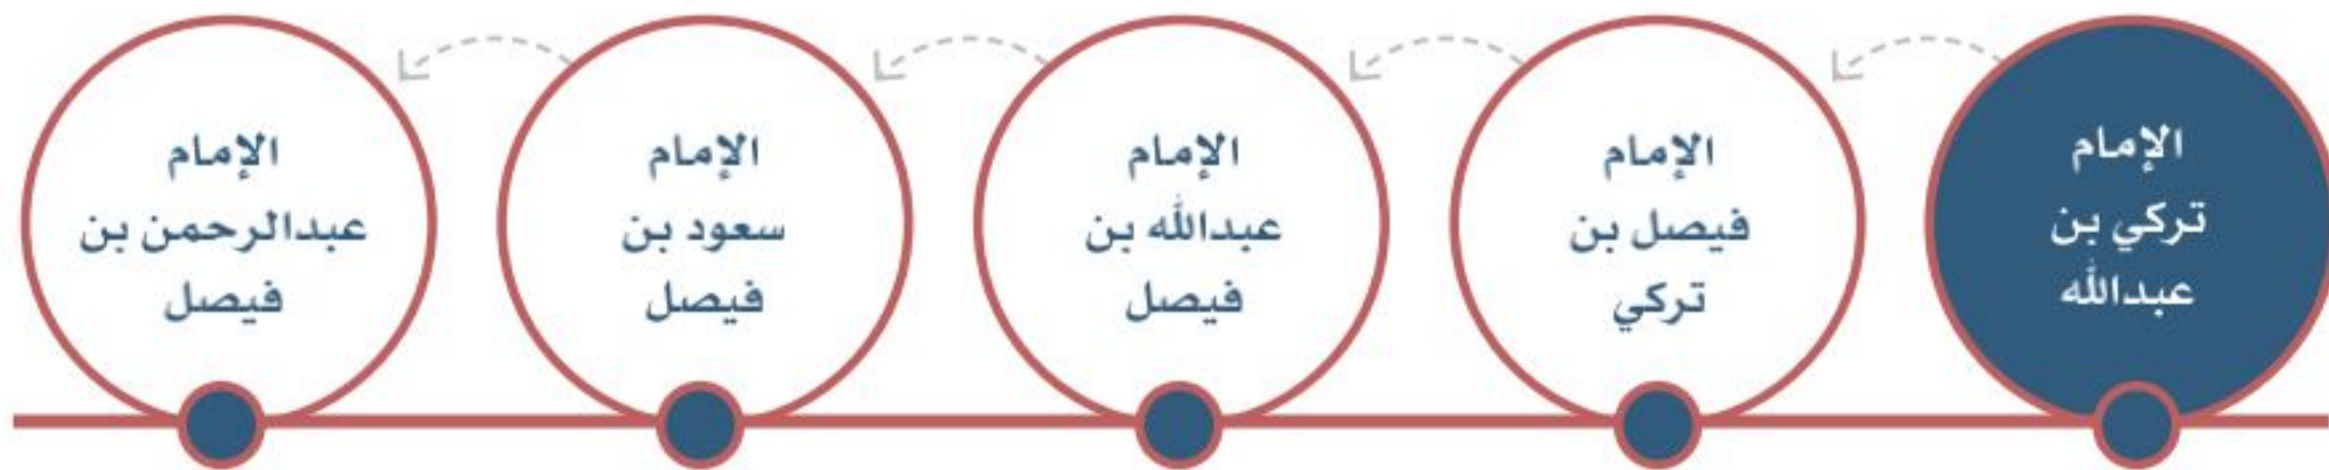 الإمام
تركي بن
عبدالله
الإمام
فيصل بن
تركي
الإمام
عبدالله بن
فيصل
الإمام
سعود بن
فيصل
الإمام
عبدالرحمن بن
فيصل